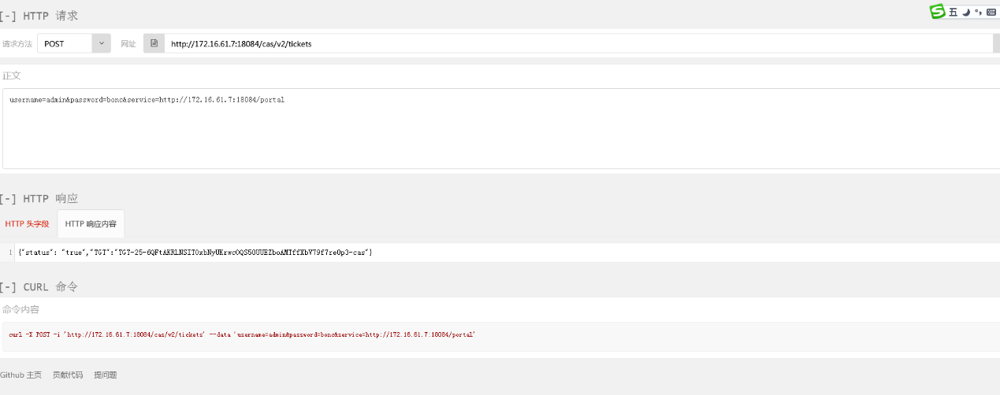 [-] HTTP 请求
五
请求方法 POST 网址 http://172.16.61.7:18084/cas/v2/tickets
正文
username=admin&password=bonc&service=http://172.16.61.7:18084/portal
[-] HTTP 响应
HTTP 头字段 HTTP 响应内容
1 {"status": "true","TGT":"TGT-25-6QFtAKRLNSIT0xbNyUKrwcOQS50UUEZboAMTffXbV79f7re0p3-cas"}
[-] CURL 命令
命令内容
curl -X POST -i 'http://172.16.61.7:18084/cas/v2/tickets' --data 'username=admin&password=bonc&service=http://172.16.61.7:18084/portal'
Github 主页 贡献代码 提问题